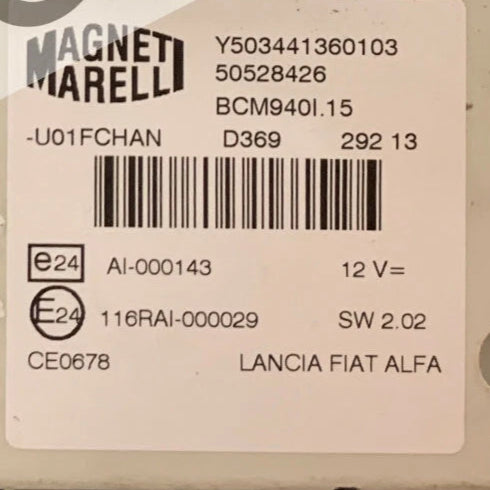 MAGNETI
MARELLI
Y503441360103
50528426
BCM940I.15
-U01FCHAN D369 292 13
e24 AI-000143 12 V=
E24 116RAI-000029 SW 2.02
CE0678 LANCIA FIAT ALFA